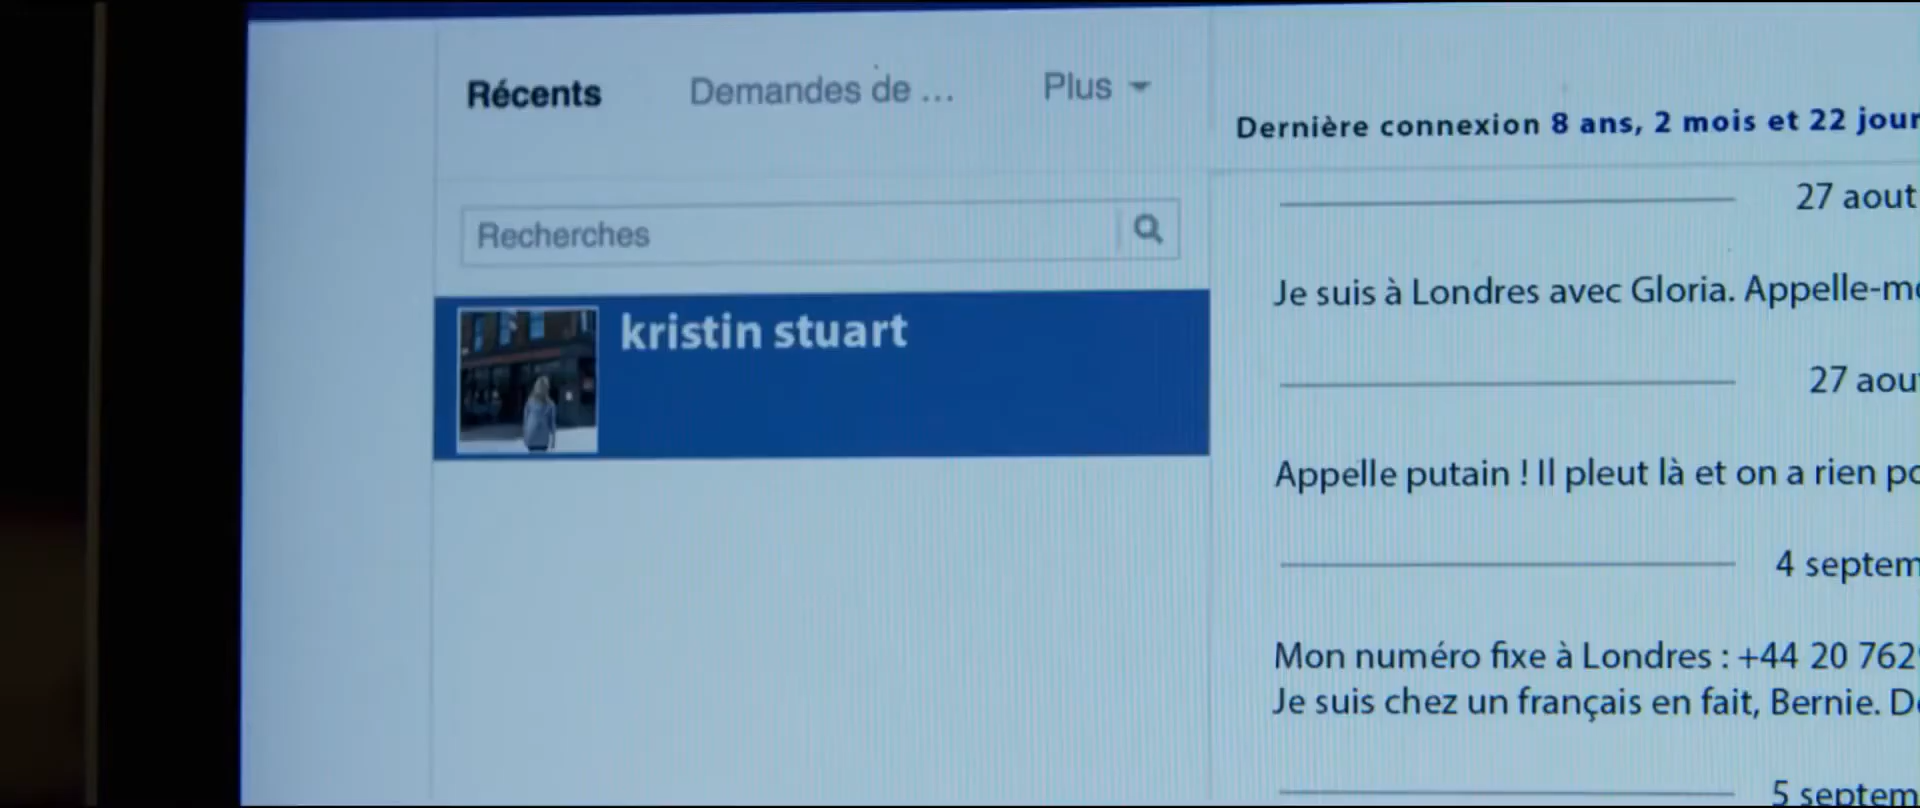 Récents
Demandes de ...
Plus
Recherches
kristin stuart
Dernière connexion 8 ans, 2 mois et 22
27 aout
Je suis à Londres avec Gloria.
27
Appelle putain ! Il pleut là et on a rien
4
Mon numéro fixe à Londres : +44 20
Je suis chez un français en fait, Bernie.
5